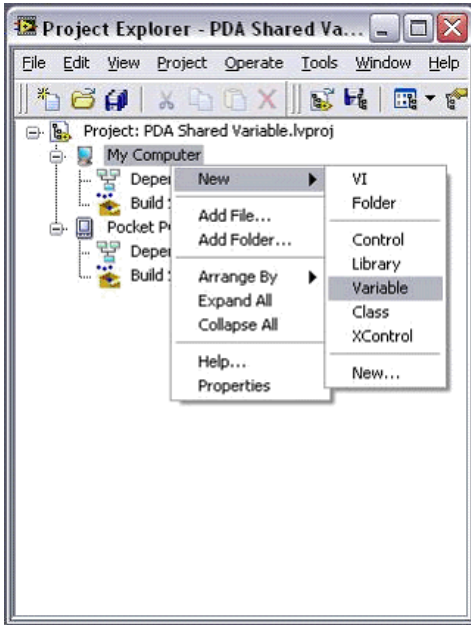 Project Explorer - PDA Shared Va...
File Edit View Project Operate Tools Window Help
Project: PDA Shared Variable.lvproj
My Computer
Build
Pocket
Build
New
Add File...
Add Folder...
Arrange By
Expand All
Collapse All
Help...
Properties
VI
Folder
Control
Library
Variable
Class
XControl
New...